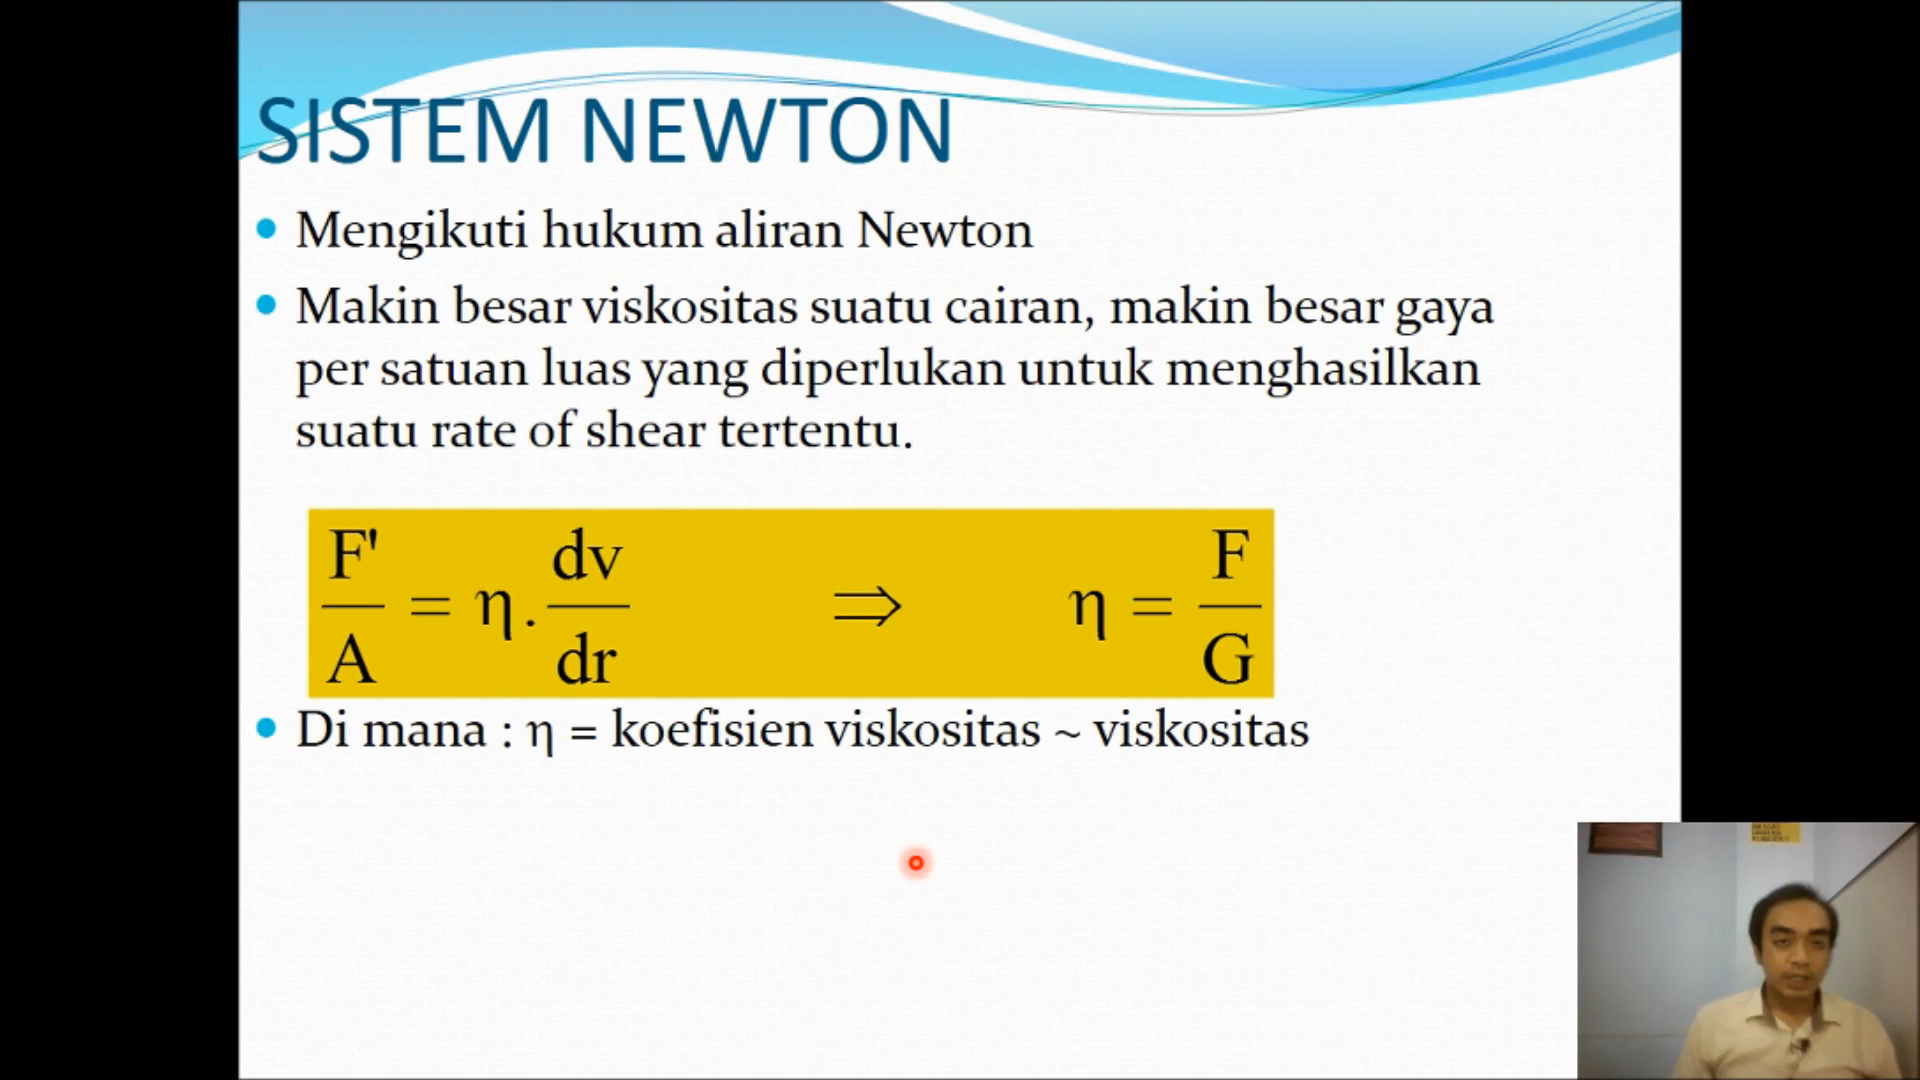 SISTEM NEWTON
• Mengikuti hukum aliran Newton
• Makin besar viskositas suatu cairan, makin besar gaya
per satuan luas yang diperlukan untuk menghasilkan
suatu rate of shear tertentu.
F'/A = η . dv/dr ⇒ η = F/G
• Di mana : η = koefisien viskositas ~ viskositas